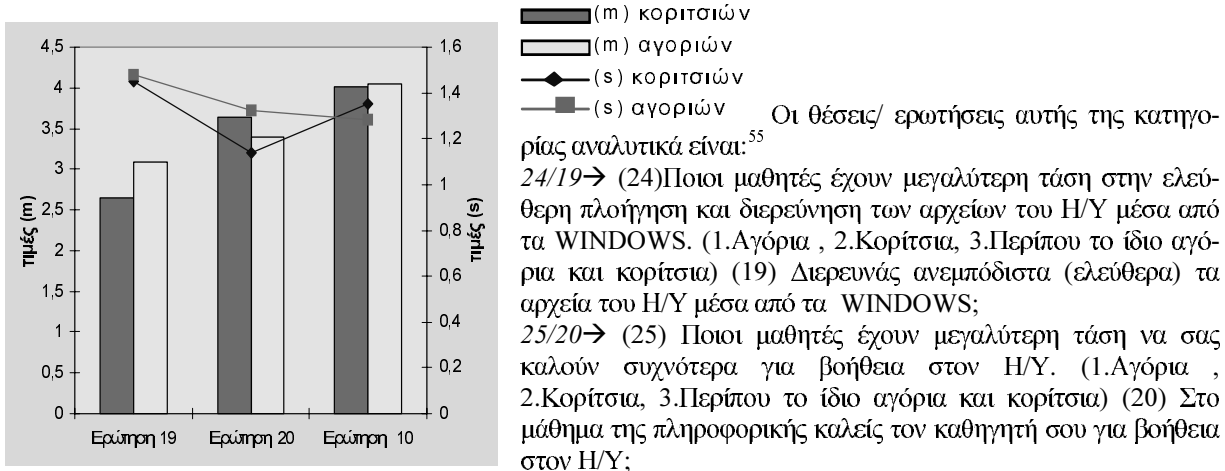 4,5
4
3,5
3
2,5
2
1,5
1
0,5
0
τιμές (m)
1,6
1,4
1,2
1
0,8
0,6
0,4
0,2
0
τιμές (s)
Ερώτηση 19
Ερώτηση 20
Ερώτηση 10
(m) κοριτσιών
(m) αγοριών
(s) κοριτσιών
(s) αγοριών
Οι θέσεις/ ερωτήσεις αυτής της κατηγο-
ρίας αναλυτικά είναι:55
24/19→ (24)Ποιοι μαθητές έχουν μεγαλύτερη τάση στην ελεύ-
θερη πλοήγηση και διερεύνηση των αρχείων του Η/Υ μέσα από
τα WINDOWS. (1.Αγόρια , 2.Κορίτσια, 3.Περίπου το ίδιο αγό-
ρια και κορίτσια) (19) Διερευνάς ανεμπόδιστα (ελεύθερα) τα
αρχεία του Η/Υ μέσα από τα WINDOWS;
25/20→ (25) Ποιοι μαθητές έχουν μεγαλύτερη τάση να σας
καλούν συχνότερα για βοήθεια στον Η/Υ. (1.Αγόρια ,
2.Κορίτσια, 3.Περίπου το ίδιο αγόρια και κορίτσια) (20) Στο
μάθημα της πληροφορικής καλείς τον καθηγητή σου για βοήθεια
στον Η/Υ;